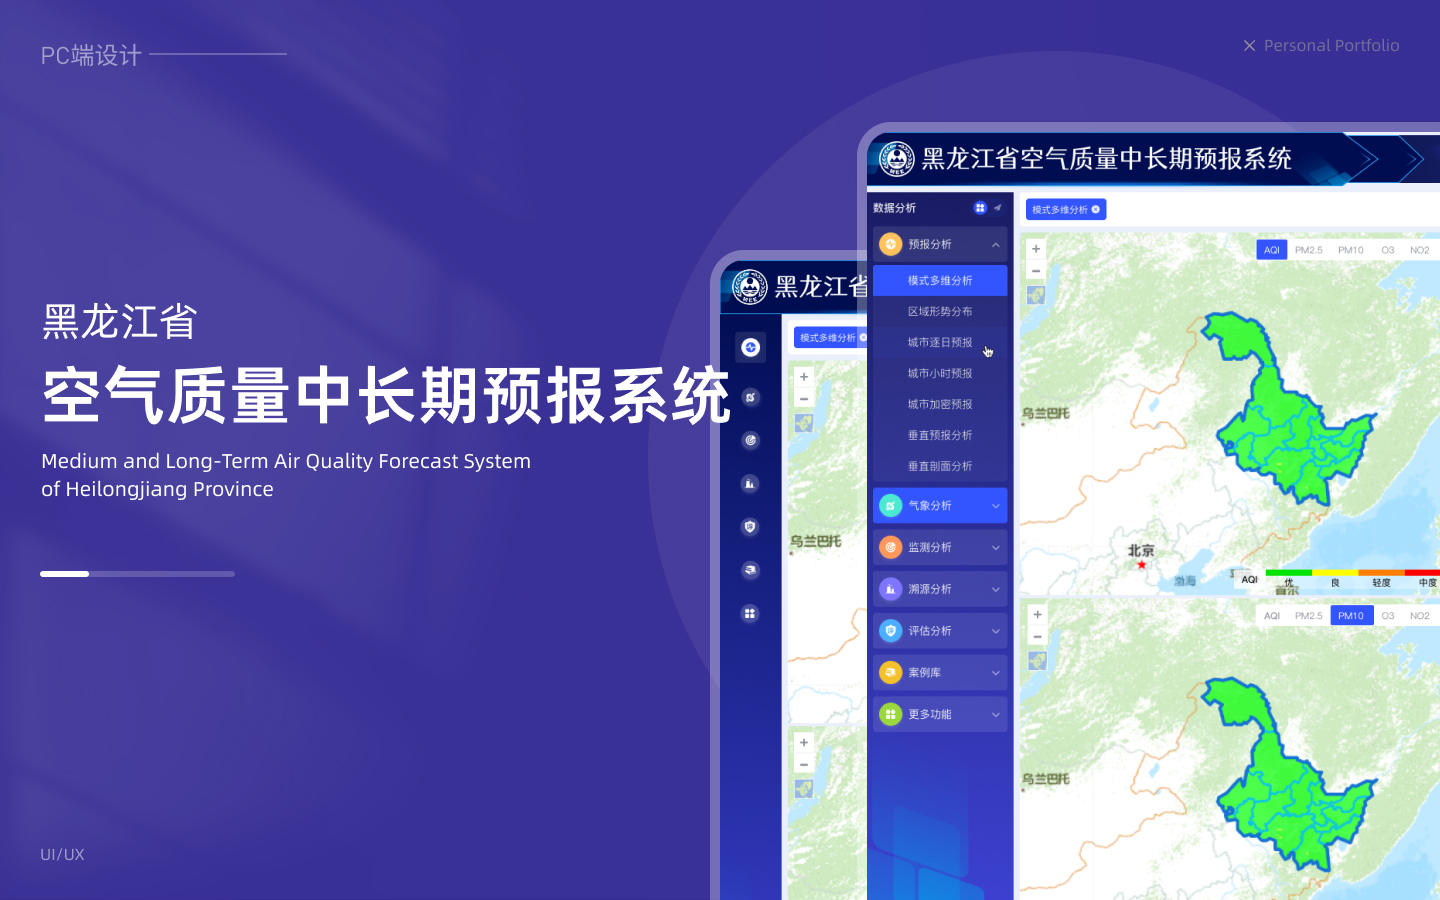 PC端设计
Personal Portfolio
黑龙江省
空气质量中长期预报系统
Medium and Long-Term Air Quality Forecast System
of Heilongjiang Province
UI/UX
黑龙江省
模式多维分析
乌兰巴托
黑龙江省空气质量中长期预报系统
MEE
数据分析
预报分析
模式多维分析
区域形势分布
城市逐日预报
城市小时预报
城市加密预报
垂直预报分析
垂直剖面分析
气象分析
监测分析
溯源分析
评估分析
案例库
更多功能
模式多维分析
AQI PM2.5 PM10 O3 NO2
乌兰巴托
北京
渤海
AQI 优 良 轻度 中度
AQI PM2.5 PM10 O3 NO2
乌兰巴托